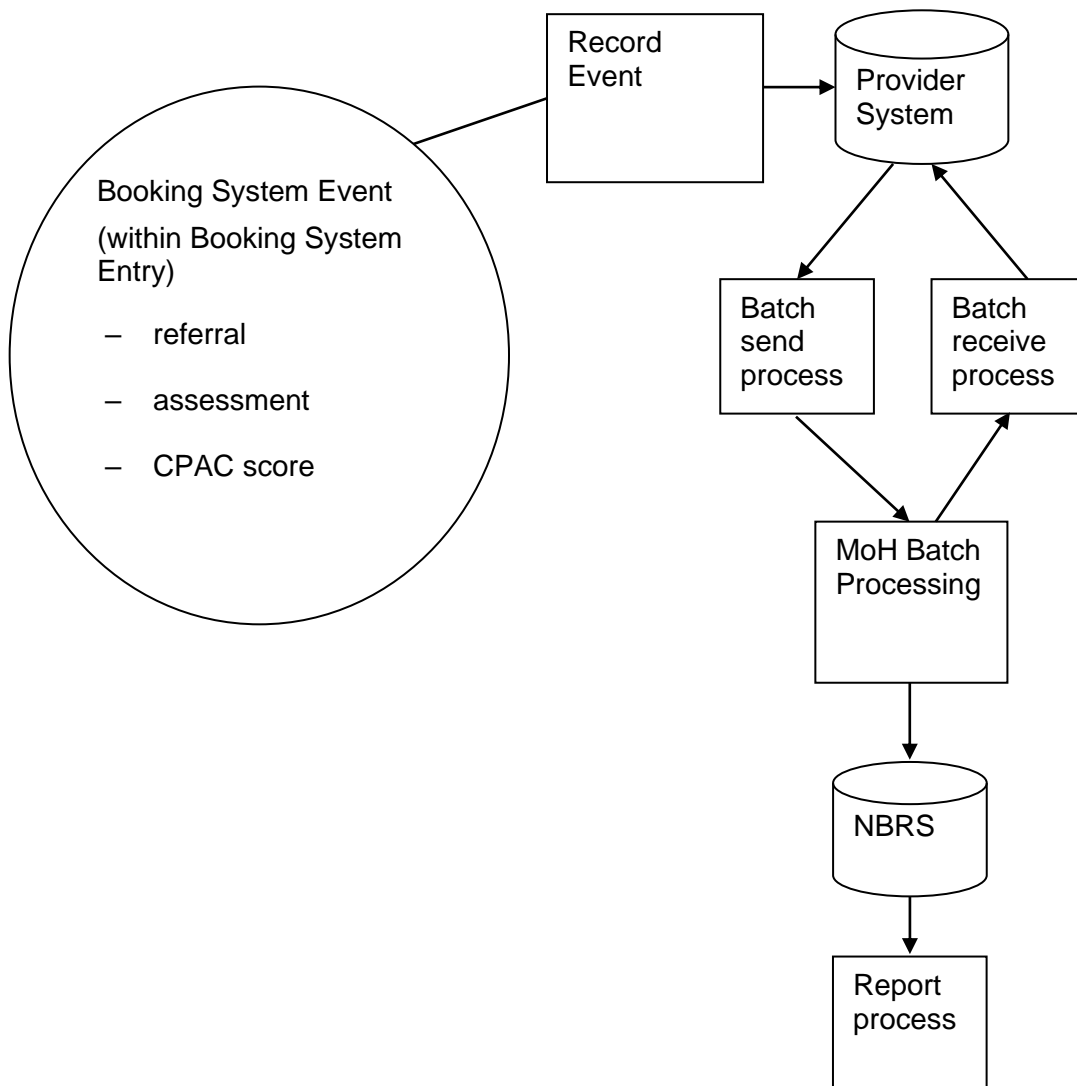 Record
Event
Provider
System
Booking System Event
(within Booking System
Entry)
– referral
– assessment
– CPAC score
Batch
send
process
Batch
receive
process
MoH Batch
Processing
NBRS
Report
process